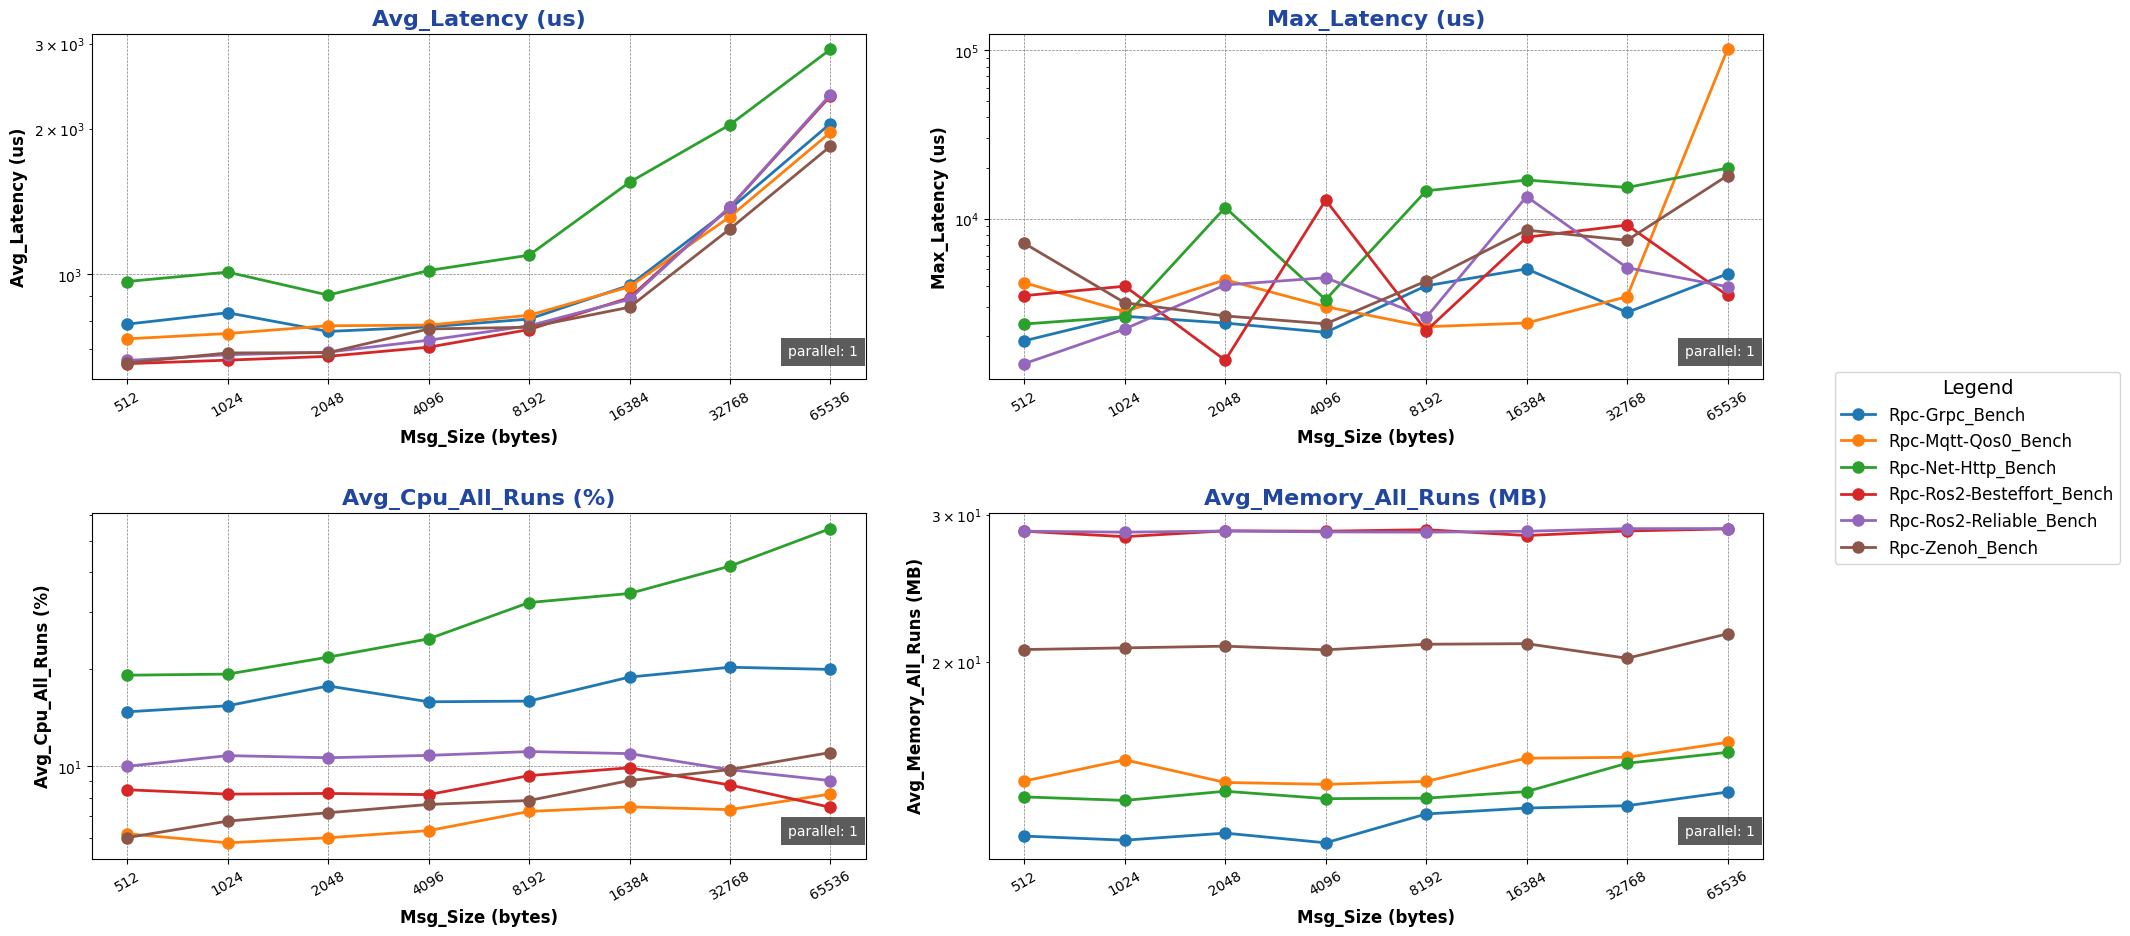 Avg_Latency (us)
Avg_Latency (us)
3 × 10³
2 × 10³
10³
parallel: 1
512
1024
2048
4096
8192
16384
32768
65536
Msg_Size (bytes)
Max_Latency (us)
Max_Latency (us)
10⁵
10⁴
parallel: 1
512
1024
2048
4096
8192
16384
32768
65536
Msg_Size (bytes)
Avg_Cpu_All_Runs (%)
Avg_Cpu_All_Runs (%)
10¹
parallel: 1
512
1024
2048
4096
8192
16384
32768
65536
Msg_Size (bytes)
Avg_Memory_All_Runs (MB)
Avg_Memory_All_Runs (MB)
3 × 10¹
2 × 10¹
parallel: 1
512
1024
2048
4096
8192
16384
32768
65536
Msg_Size (bytes)
Legend
Rpc-Grpc_Bench
Rpc-Mqtt-Qos0_Bench
Rpc-Net-Http_Bench
Rpc-Ros2-Besteffort_Bench
Rpc-Ros2-Reliable_Bench
Rpc-Zenoh_Bench